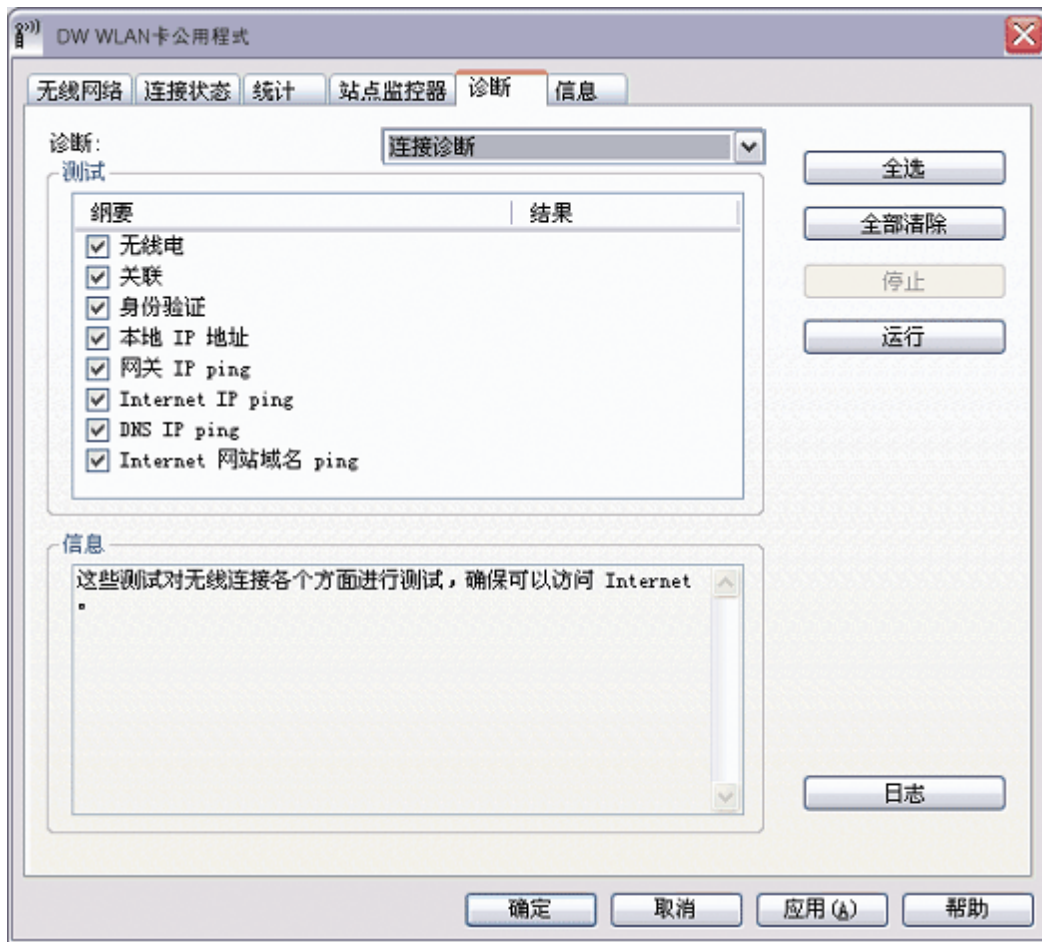 DW WLAN卡公用程式
无线网络 连接状态 统计 站点监控器 诊断 信息
诊断: 连接诊断
测试
纲要 结果
无线电
关联
身份验证
本地 IP 地址
网关 IP ping
Internet IP ping
DNS IP ping
Internet 网站域名 ping
全选
全部清除
停止
运行
信息
这些测试对无线连接各个方面进行测试，确保可以访问 Internet
。
日志
确定 取消 应用(A) 帮助